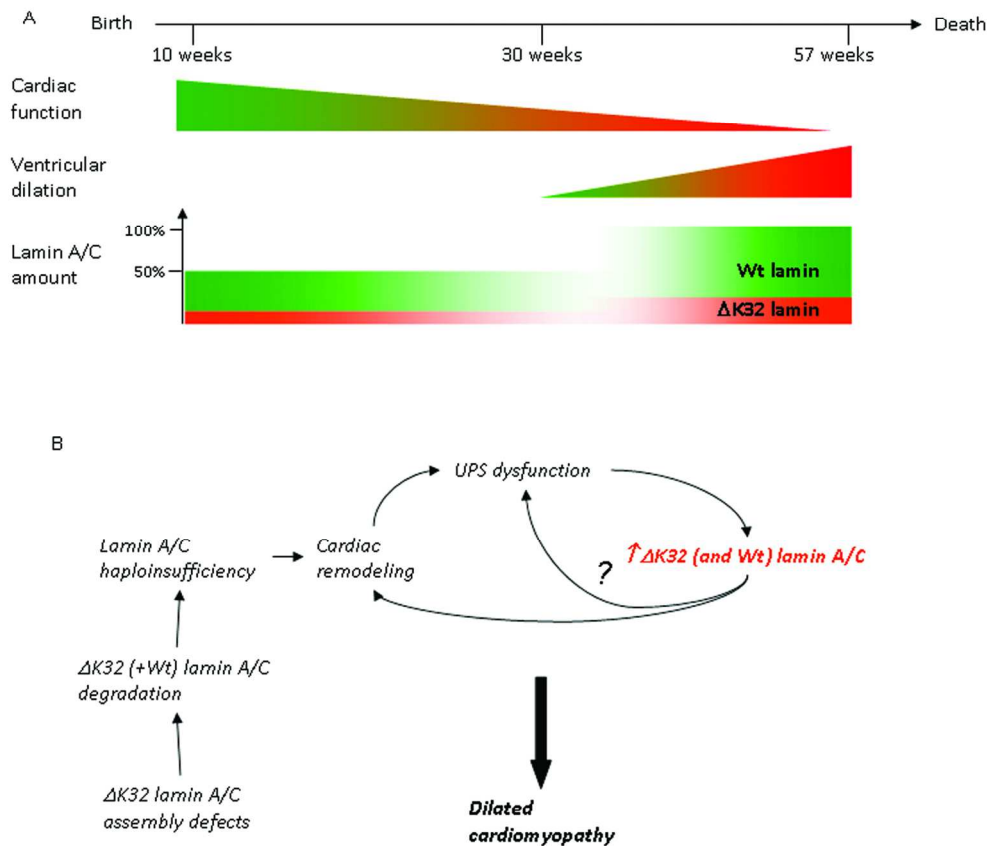 A
Birth
Death
10 weeks
30 weeks
57 weeks
Cardiac
function
Ventricular
dilation
Lamin A/C
amount
100%
50%
Wt lamin
ΔK32 lamin
B
UPS dysfunction
Lamin A/C
haploinsufficiency
Cardiac
remodeling
?
↑ΔK32 (and Wt) lamin A/C
ΔK32 (+Wt) lamin A/C
degradation
ΔK32 lamin A/C
assembly defects
Dilated
cardiomyopathy